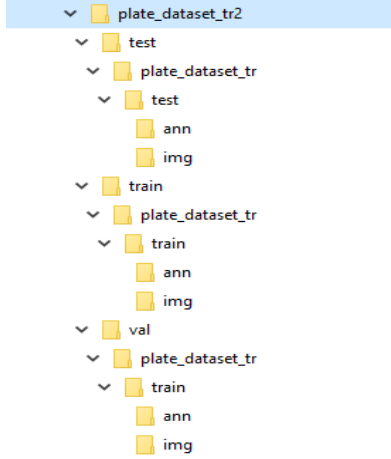 plate_dataset_tr2
test
plate_dataset_tr
test
ann
img
train
plate_dataset_tr
train
ann
img
val
plate_dataset_tr
train
ann
img